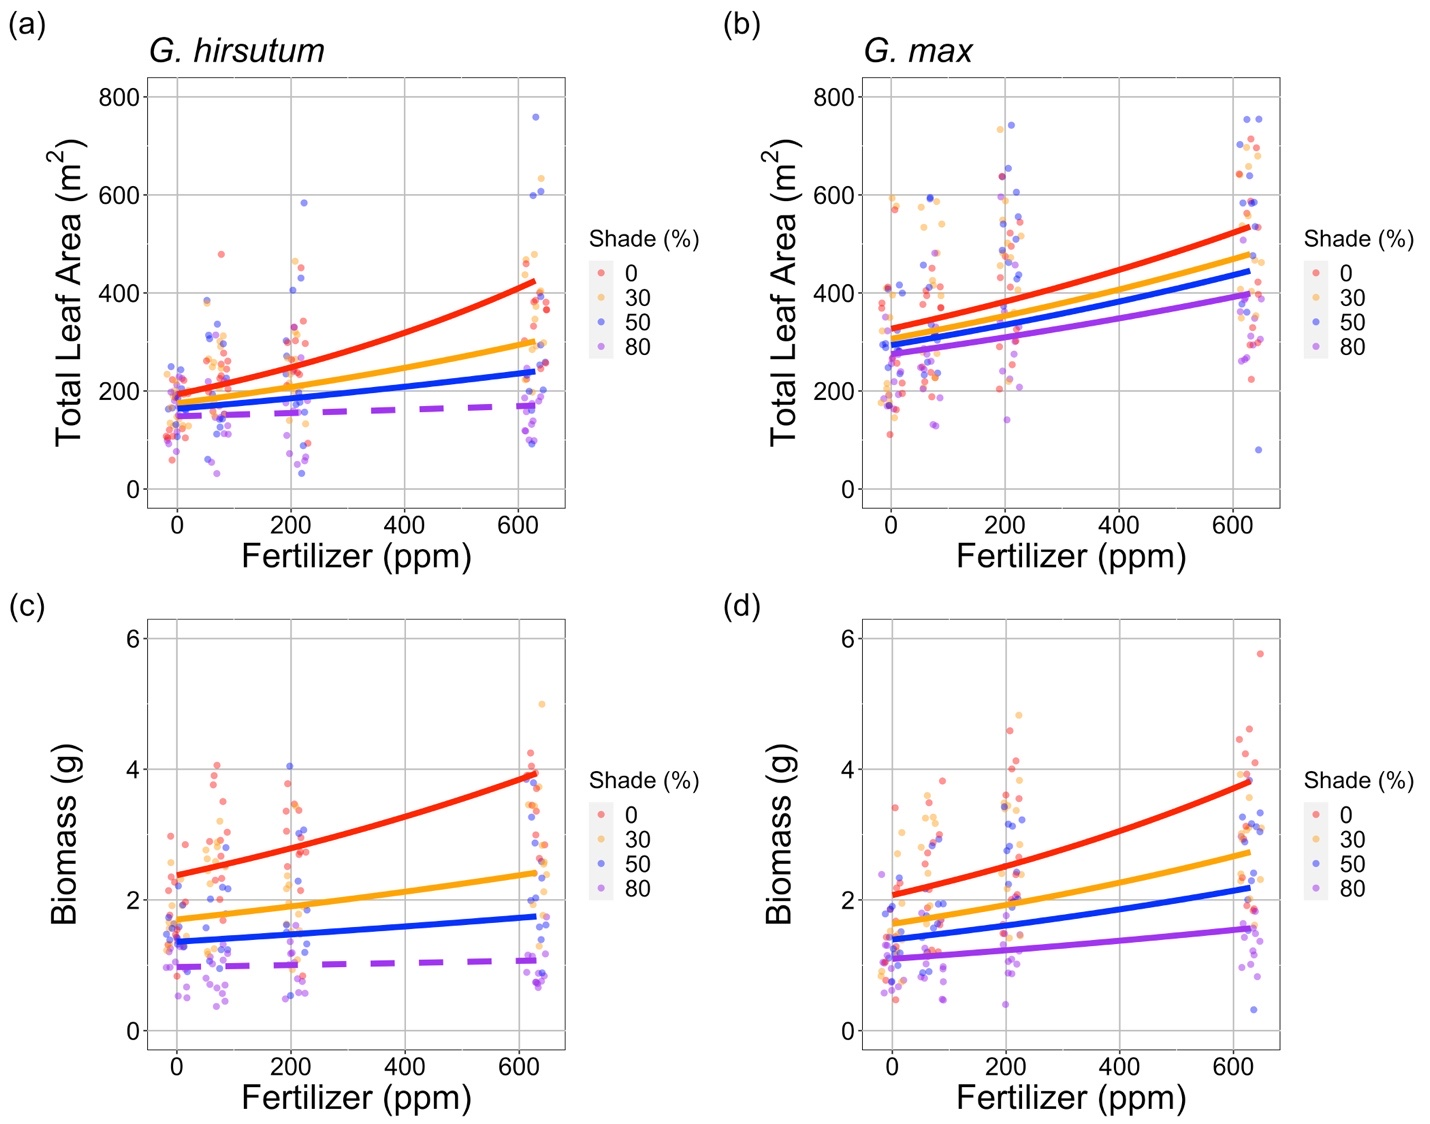 (a)
G. hirsutum
800
600
400
200
0
Total Leaf Area (m²)
0 200 400 600
Fertilizer (ppm)
Shade (%)
0
30
50
80
(b)
G. max
800
600
400
200
0
Total Leaf Area (m²)
0 200 400 600
Fertilizer (ppm)
Shade (%)
0
30
50
80
(c)
6
4
2
0
Biomass (g)
0 200 400 600
Fertilizer (ppm)
Shade (%)
0
30
50
80
(d)
6
4
2
0
Biomass (g)
0 200 400 600
Fertilizer (ppm)
Shade (%)
0
30
50
80